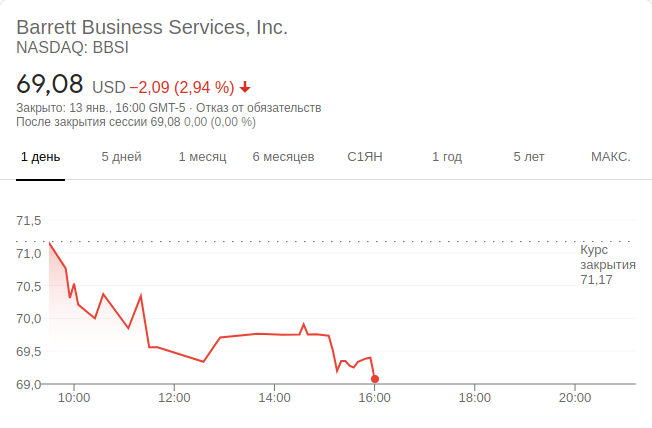 Barrett Business Services, Inc.
NASDAQ: BBSI
69,08 USD −2,09 (2,94 %)
Закрыто: 13 янв., 16:00 GMT-5 · Отказ от обязательств
После закрытия сессии 69,08 0,00 (0,00 %)
1 день 5 дней 1 месяц 6 месяцев С1ЯН 1 год 5 лет МАКС.
71,5
71,0
70,5
70,0
69,5
69,0
Курс
закрытия
71,17
10:00 12:00 14:00 16:00 18:00 20:00